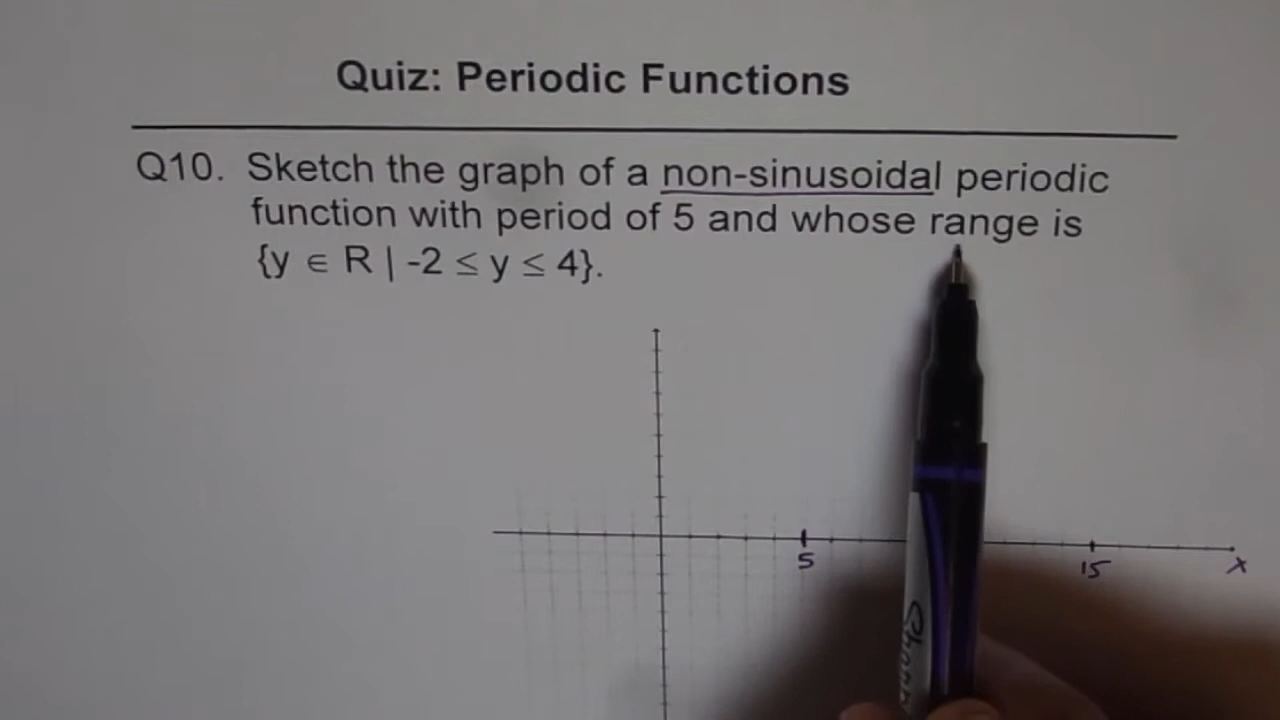 Quiz: Periodic Functions
Q10. Sketch the graph of a non-sinusoidal periodic
function with period of 5 and whose range is
{y ∈ R | -2 ≤ y ≤ 4}.
5 15 x